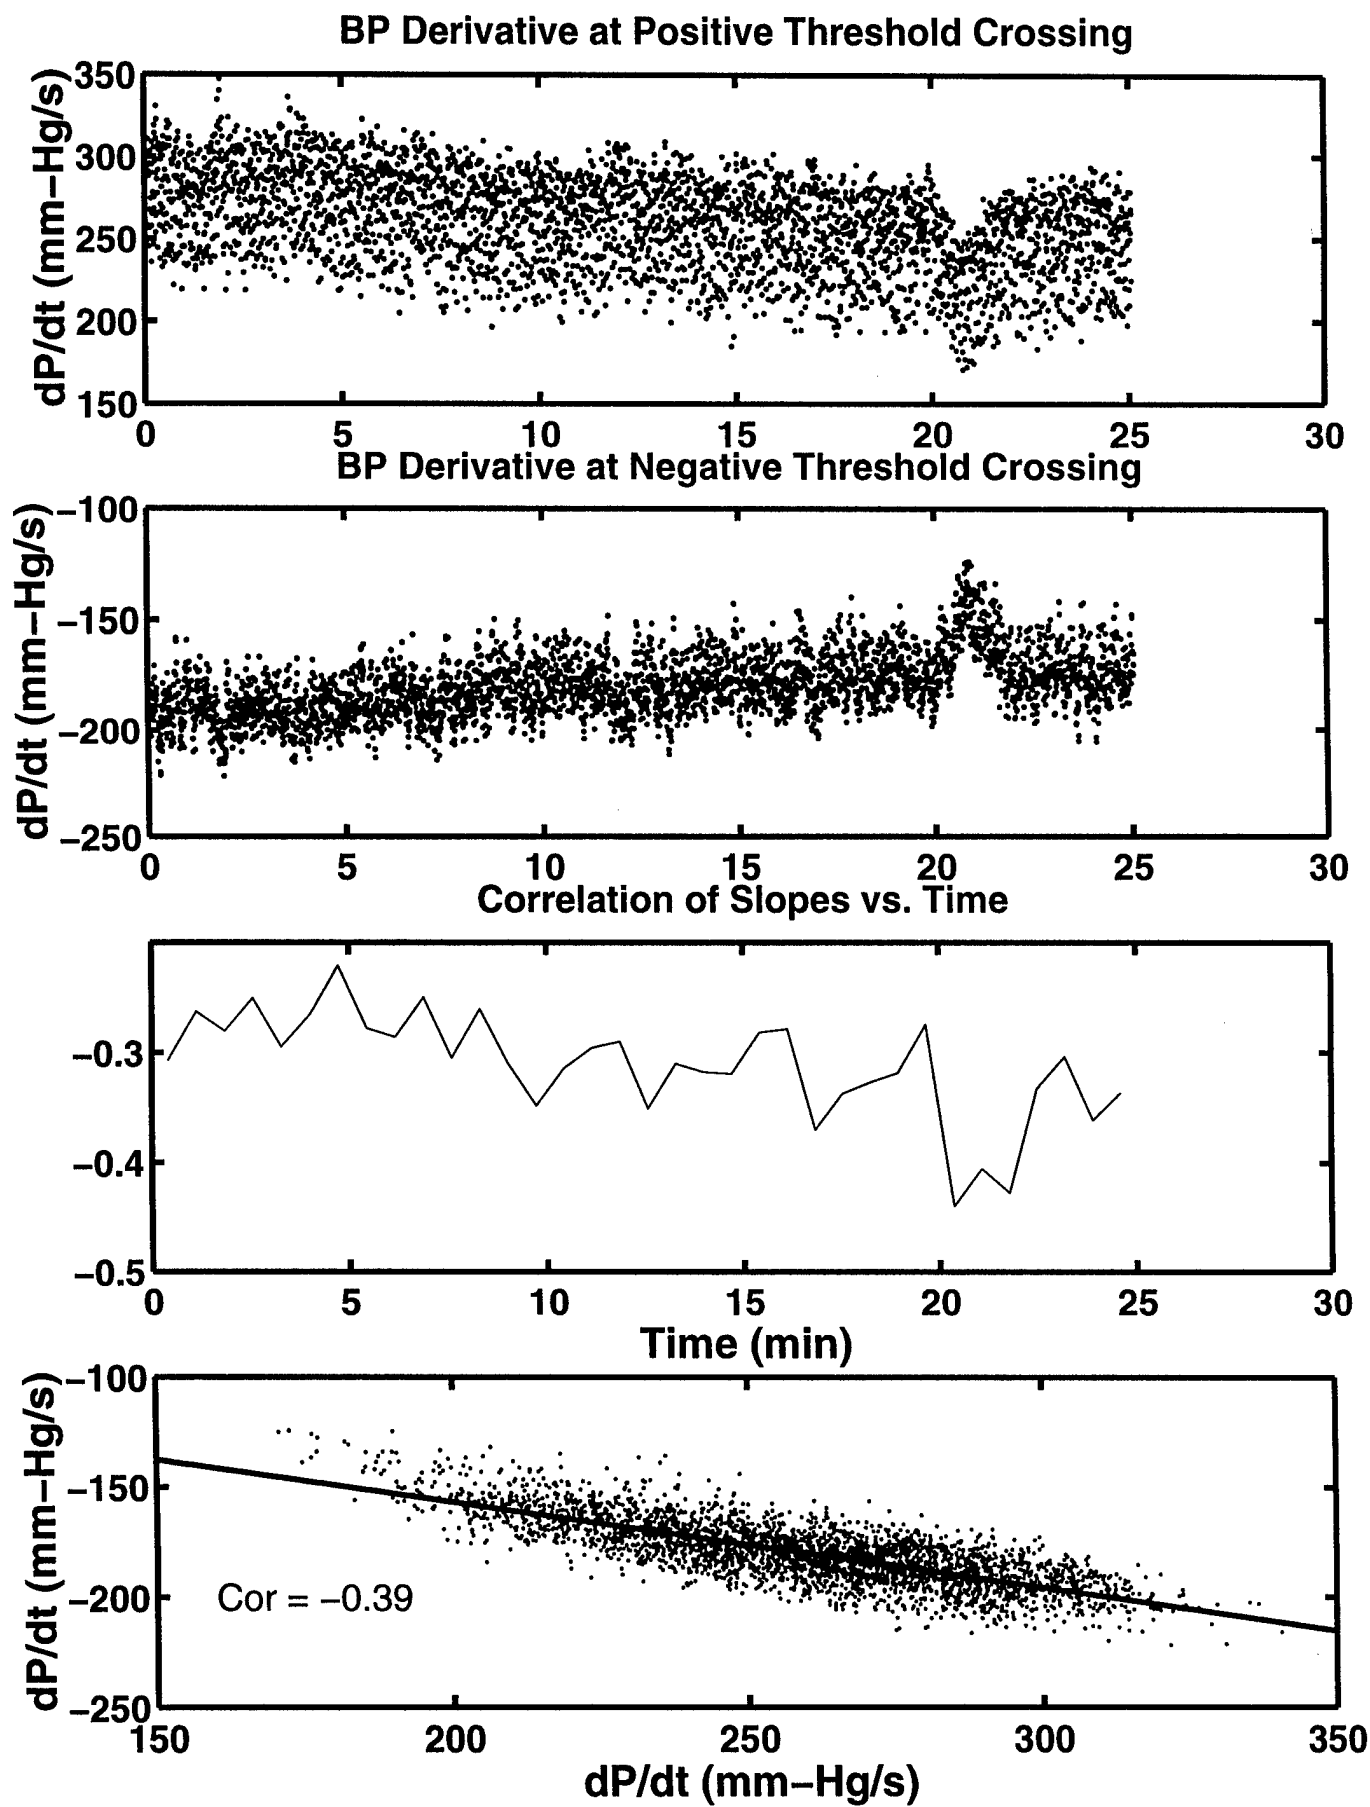 BP Derivative at Positive Threshold Crossing
350
300
250
200
150
dP/dt (mm−Hg/s)
0 5 10 15 20 25 30
BP Derivative at Negative Threshold Crossing
−100
−150
−200
−250
dP/dt (mm−Hg/s)
0 5 10 15 20 25 30
Correlation of Slopes vs. Time
−0.3
−0.4
−0.5
0 5 10 15 20 25 30
Time (min)
−100
−150
−200
−250
dP/dt (mm−Hg/s)
Cor = −0.39
150 200 250 300 350
dP/dt (mm−Hg/s)